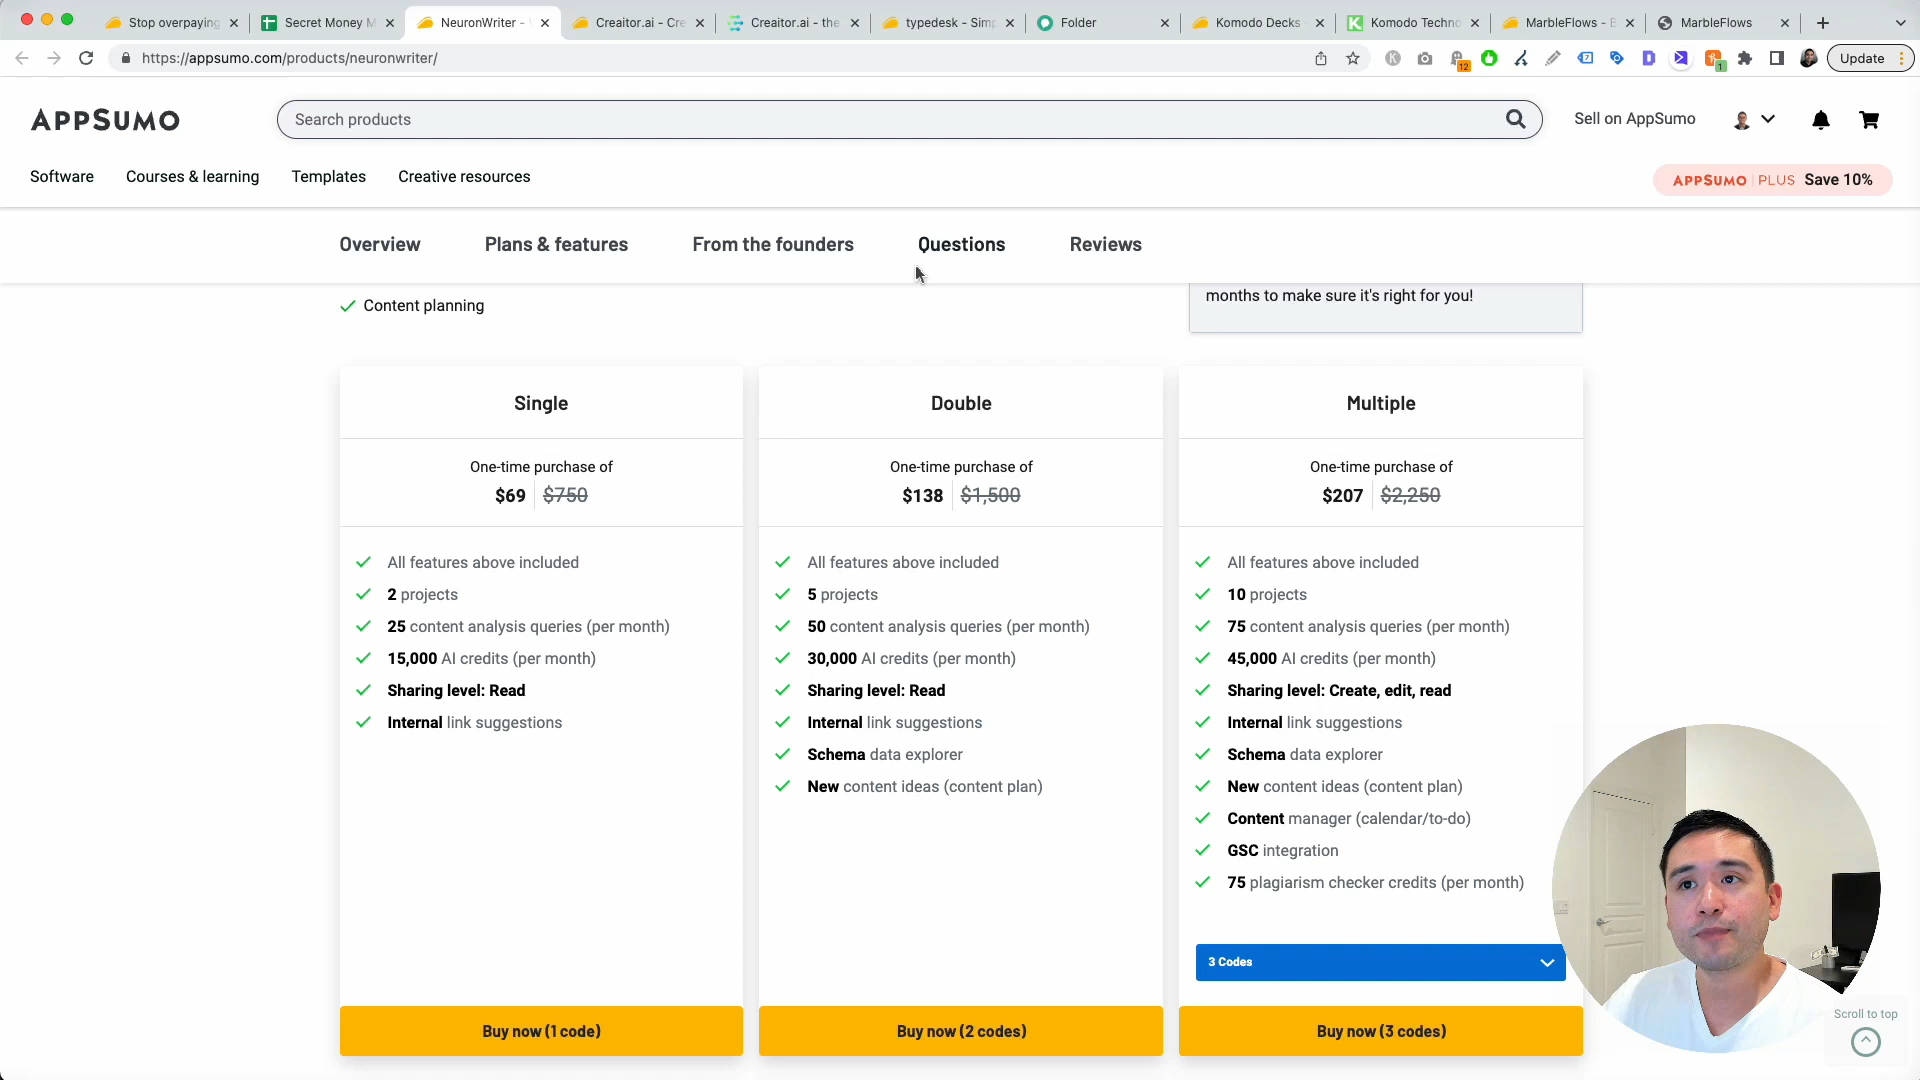 Stop overpaying
Secret Money M
NeuronWriter -
Creaitor.ai - Cre
Creaitor.ai - the
typedesk - Simp
Folder
Komodo Decks
Komodo Techno
MarbleFlows - B
MarbleFlows
https://appsumo.com/products/neuronwriter/
12
1
Update
APPSUMO
Search products
Sell on AppSumo
Software
Courses & learning
Templates
Creative resources
APPSUMO PLUS Save 10%
Overview
Plans & features
From the founders
Questions
Reviews
Content planning
months to make sure it's right for you!
Single
One-time purchase of
$69 $750
All features above included
2 projects
25 content analysis queries (per month)
15,000 AI credits (per month)
Sharing level: Read
Internal link suggestions
Buy now (1 code)
Double
One-time purchase of
$138 $1,500
All features above included
5 projects
50 content analysis queries (per month)
30,000 AI credits (per month)
Sharing level: Read
Internal link suggestions
Schema data explorer
New content ideas (content plan)
Buy now (2 codes)
Multiple
One-time purchase of
$207 $2,250
All features above included
10 projects
75 content analysis queries (per month)
45,000 AI credits (per month)
Sharing level: Create, edit, read
Internal link suggestions
Schema data explorer
New content ideas (content plan)
Content manager (calendar/to-do)
GSC integration
75 plagiarism checker credits (per month)
3 Codes
Buy now (3 codes)
Scroll to top